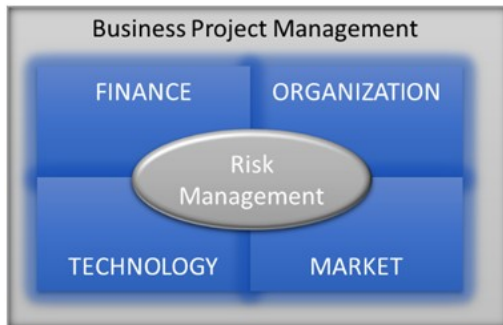 Business Project Management
FINANCE
ORGANIZATION
Risk
Management
TECHNOLOGY
MARKET